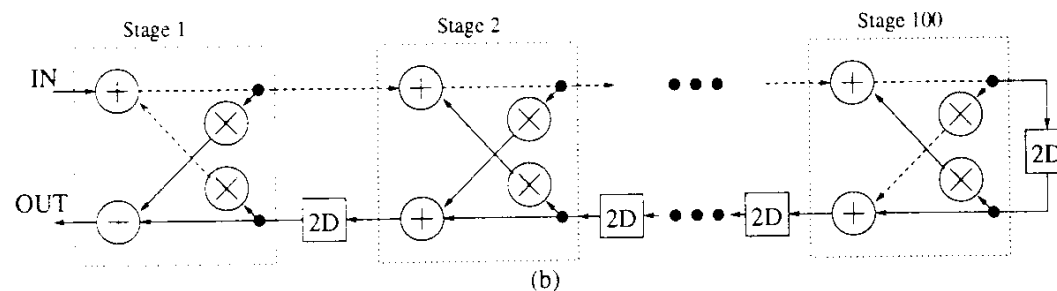 Stage 1
Stage 2
Stage 100
IN
+
+
+
×
×
×
×
×
×
2D
OUT
−
2D
+
2D
2D
+
(b)